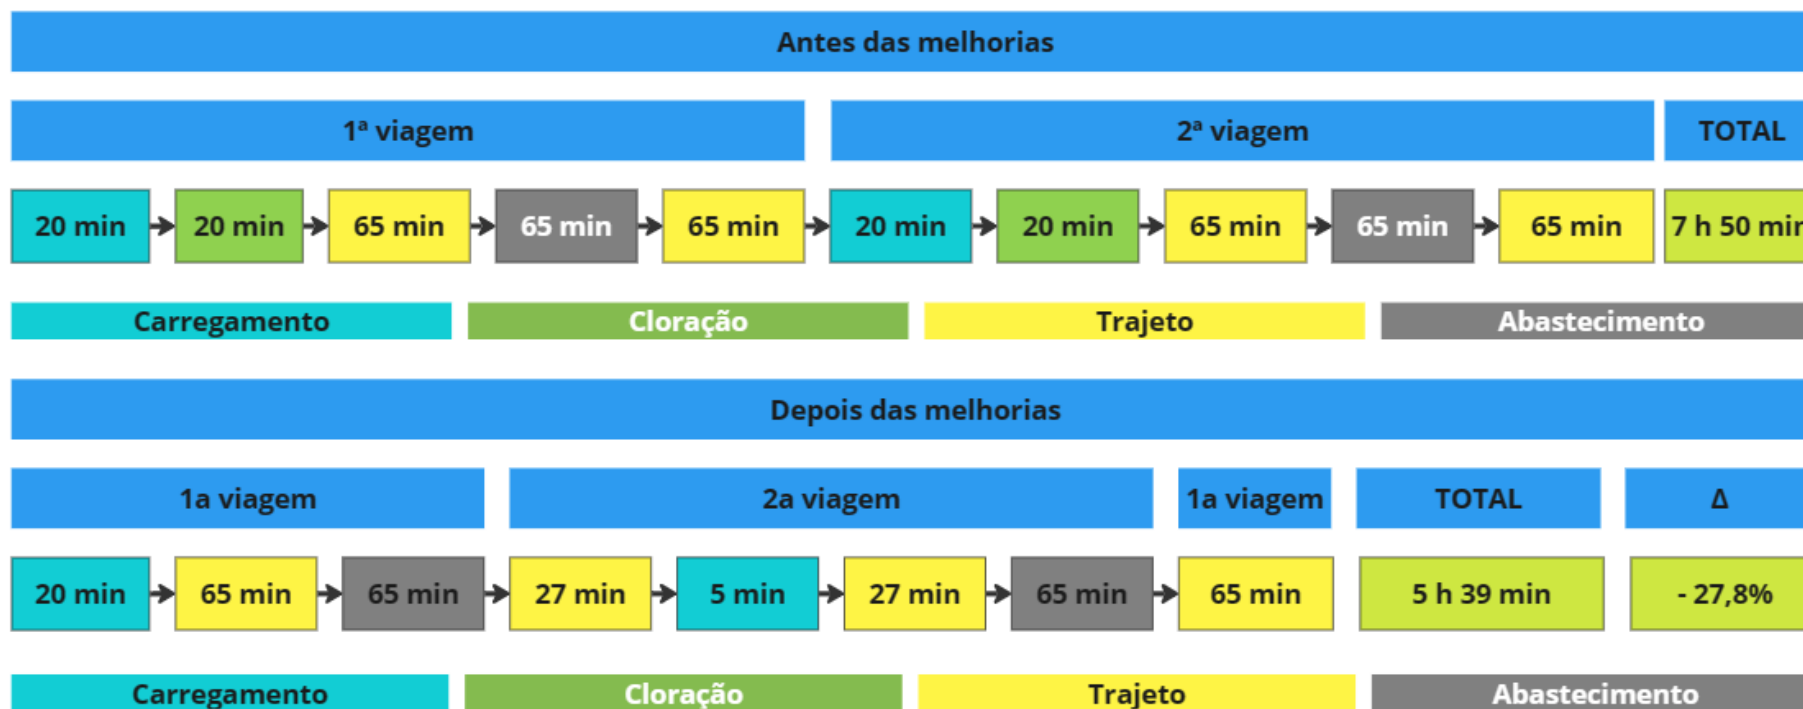 Antes das melhorias
1ª viagem 2ª viagem TOTAL
20 min 20 min 65 min 65 min 65 min 20 min 20 min 65 min 65 min 65 min 7 h 50 min
Carregamento Cloração Trajeto Abastecimento
Depois das melhorias
1a viagem 2a viagem 1a viagem TOTAL Δ
20 min 65 min 65 min 27 min 5 min 27 min 65 min 65 min 5 h 39 min - 27,8%
Carregamento Cloração Trajeto Abastecimento